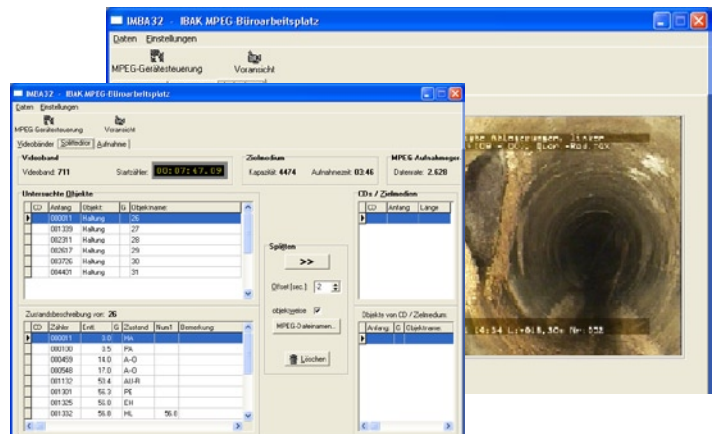 IMBA32 - IBAK MPEG-Büroarbeitsplatz
Daten Einstellungen
MPEG-Gerätesteuerung Voransicht
IMBA32 - IBAK MPEG-Büroarbeitsplatz
Daten Einstellungen
MPEG-Gerätesteuerung Voransicht
Videobänder Spliteditor Aufnahme
Videoband Zielmedium MPEG Aufnahmeger
Videoband: 711 Startzähler: 00:07:47.09 Kapazität: 4474 Aufnahmezeit: 03:46 Datenrate: 2.628
Untersuchte Objekte
CD Anfang Objekt G Objektname
000011 Haltung 26
001339 Haltung 27
002311 Haltung 28
002617 Haltung 29
003726 Haltung 30
004401 Haltung 31
CDs / Zielmedien
CD Anfang Länge
Splitten
>>
Offset (sec.) 2
objektweise
MPEG-Dateinamen...
Löschen
Zustandsbeschreibung von: 26
CD Zähler Entf. G Zustand Num1 Bemerkung
000011 0.0 HA
000100 3.5 PA
000459 14.0 A-O
000548 17.0 A-O
001132 50.4 AU-R
001301 56.3 PE
001325 56.8 EH
001332 56.8 HL 56.8
Objekte von CD / Zielmedium
Anfang G Objektname